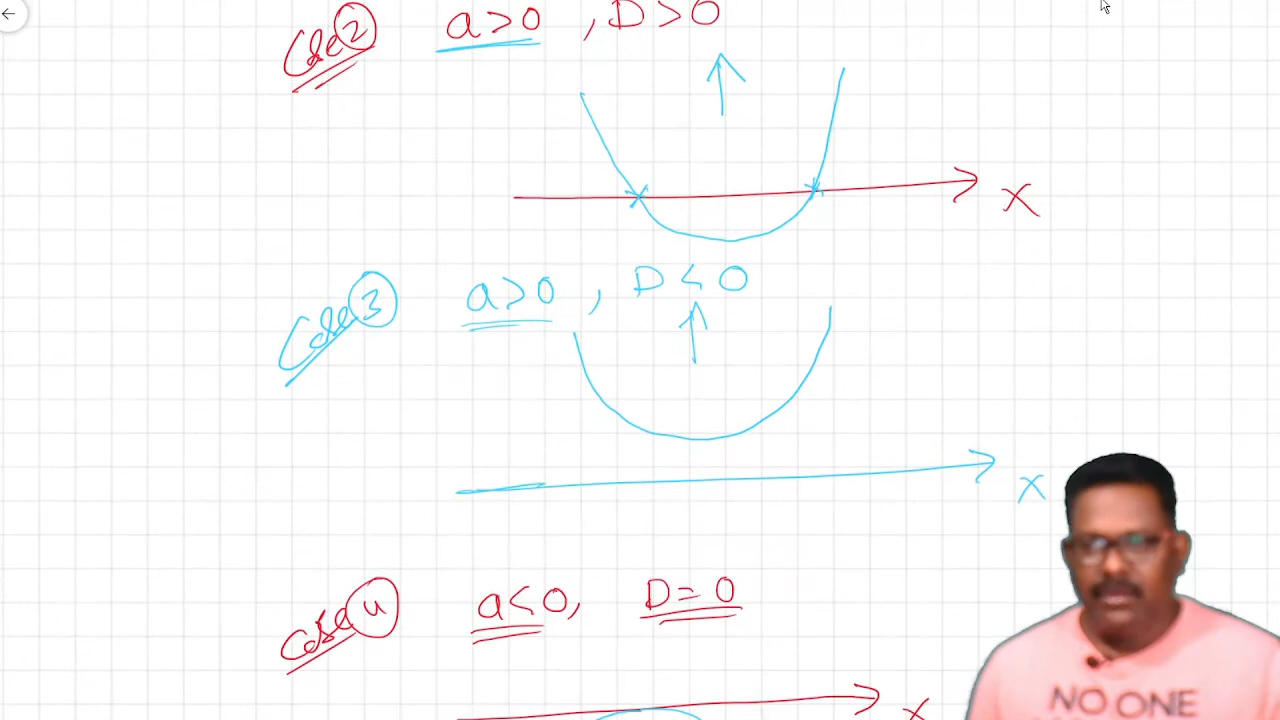 Case 2 a>0 , D>0
X
Case 3 a>0 , D<0
X
Case 4 a<0, D=0
X
NO ONE